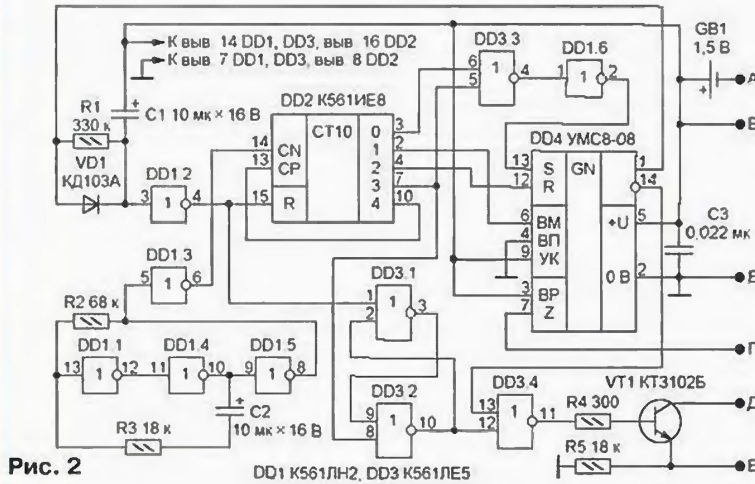 К выв. 14 DD1, DD3, выв. 16 DD2
К выв. 7 DD1, DD3, выв. 8 DD2
GB1
1,5 В
+
А
Б
R1
330 к
+
C1 10 мк × 16 В
VD1
КД103А
DD1.2
3
1
4
DD2 К561ИЕ8
14
13
15
CN
CP
R
CT10
0
1
2
3
4
3
2
4
7
10
DD3.3
6
5
1
4
DD1.6
1
1
2
DD4 УМС8-08
13
12
6
4
9
3
7
S
R
ВМ
ВП
УК
ВР
Z
GN
+U
0 В
1
14
5
2
C3
0,022 мк
В
Г
DD1.3
5
1
6
R2 68 к
DD1.1
13
1
12
DD1.4
11
1
10
DD1.5
9
1
8
R3 18 к
+
C2
10 мк × 16 В
DD3.1
1
2
1
3
DD3.2
9
8
1
10
DD3.4
13
12
1
11
R4 300
VT1 КТ3102Б
Д
R5 18 к
Е
Рис. 2
DD1 К561ЛН2, DD3 К561ЛЕ5